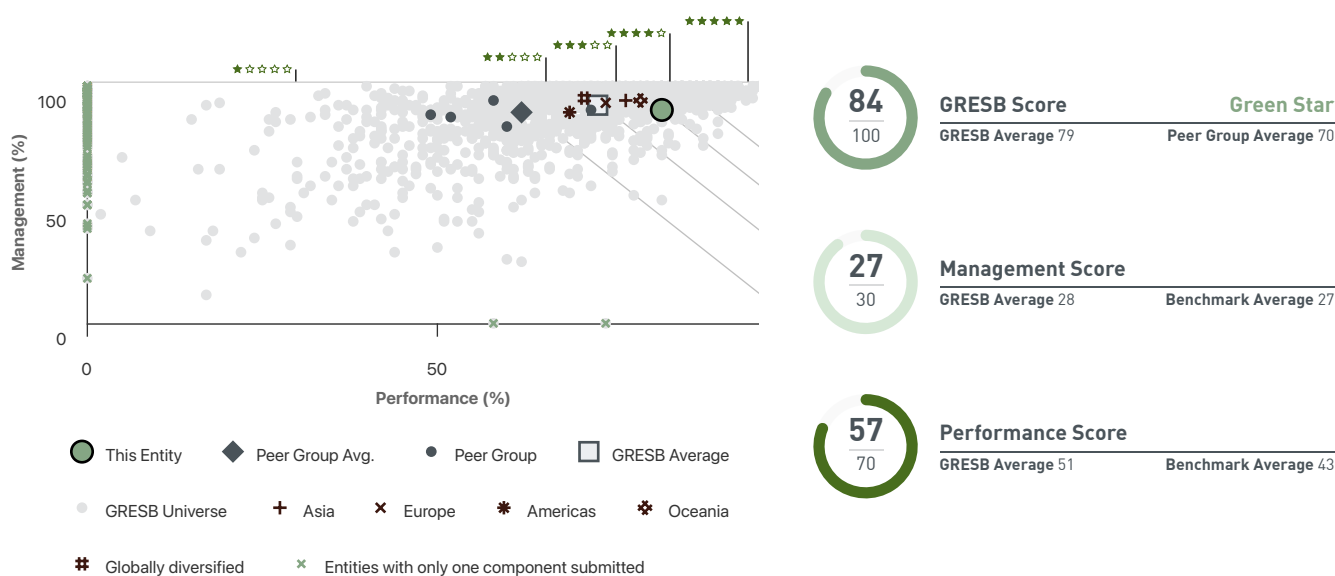 100
50
0
Management (%)
0
50
Performance (%)
This Entity
Peer Group Avg.
Peer Group
GRESB Average
GRESB Universe
Asia
Europe
Americas
Oceania
Globally diversified
Entities with only one component submitted
84
100
GRESB Score
Green Star
GRESB Average 79
Peer Group Average 70
27
30
Management Score
GRESB Average 28
Benchmark Average 27
57
70
Performance Score
GRESB Average 51
Benchmark Average 43